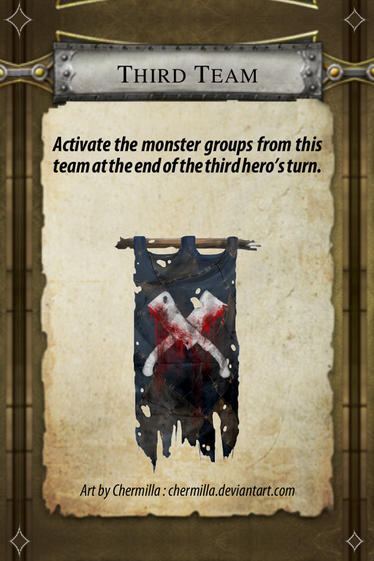 Third Team
Activate the monster groups from this
team at the end of the third hero's turn.
Art by Chermilla : chermilla.deviantart.com